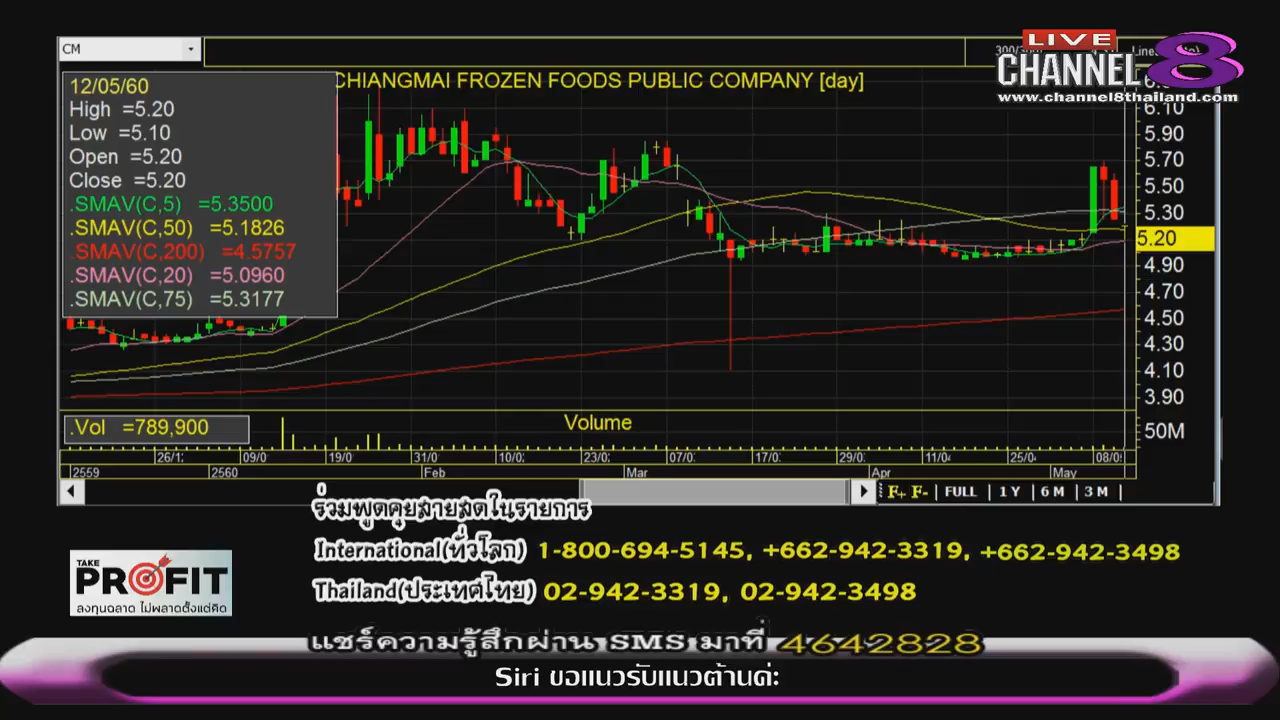 CM
LIVE
CHANNEL 8
www.channel8thailand.com
CHIANGMAI FROZEN FOODS PUBLIC COMPANY [day]
12/05/60
High =5.20
Low =5.10
Open =5.20
Close =5.20
.SMAV(C,5) =5.3500
.SMAV(C,50) =5.1826
.SMAV(C,200) =4.5757
.SMAV(C,20) =5.0960
.SMAV(C,75) =5.3177
6.10
5.90
5.70
5.50
5.30
5.20
4.90
4.70
4.50
4.30
4.10
3.90
.Vol =789,900
Volume
50M
26/1; 09/0 19/0 31/0 10/0; 23/0; 07/0; 17/0; 29/0; 11/04 25/0 08/0
2559 2560 Feb Mar Apr May
F+ F- | FULL | 1 Y | 6 M | 3 M |
0
ร่วมพูดคุยสายสดในรายการ
International(ทั่วโลก) 1-800-694-5145, +662-942-3319, +662-942-3498
Thailand(ประเทศไทย) 02-942-3319, 02-942-3498
TAKE
PROFIT
ลงทุนฉลาด ไม่พลาดตั้งแต่คิด
แชร์ความรู้สึกผ่าน SMS มาที่ 4642828
Siri ขอแนวรับแนวต้านค่ะ